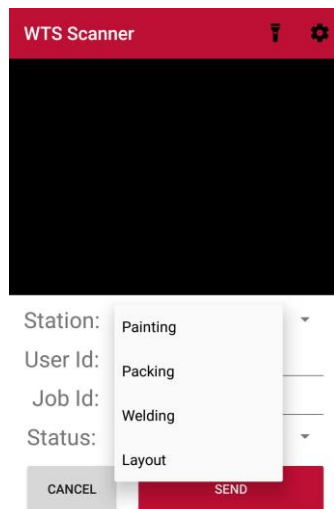 WTS Scanner
Station:
Painting
User Id:
Packing
Job Id:
Welding
Status:
Layout
CANCEL
SEND